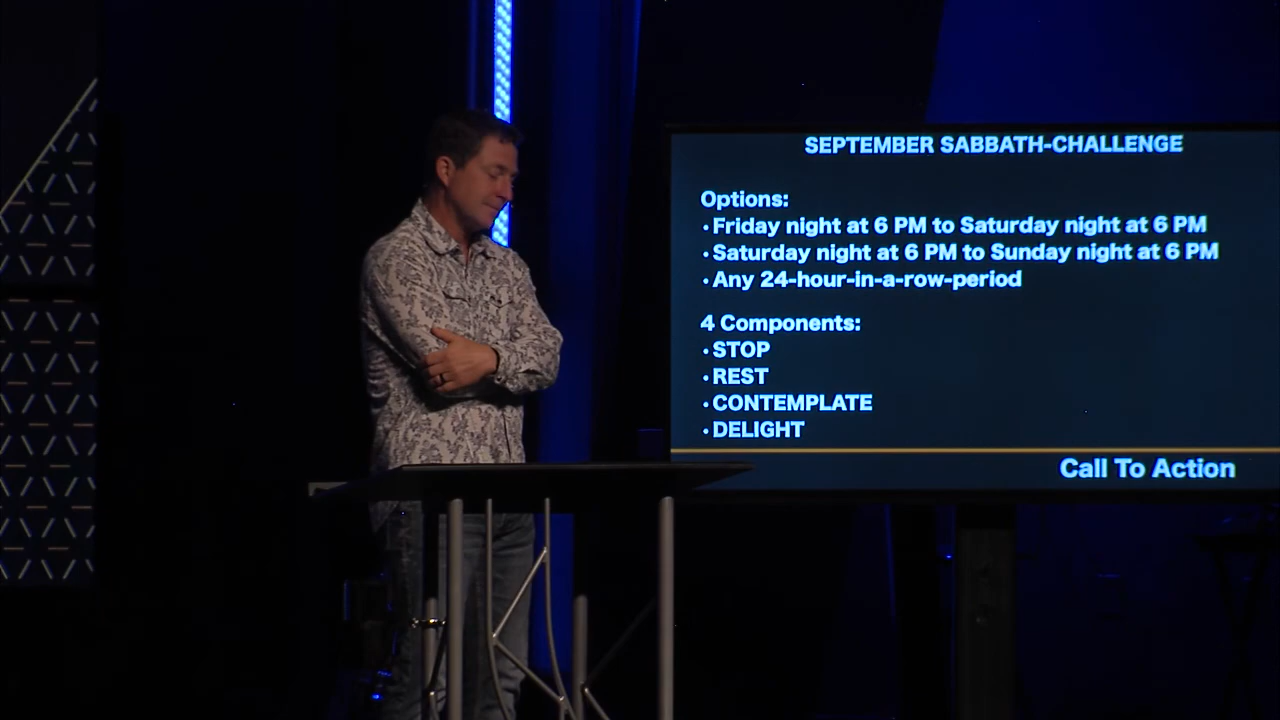 SEPTEMBER SABBATH-CHALLENGE
Options:
• Friday night at 6 PM to Saturday night at 6 PM
• Saturday night at 6 PM to Sunday night at 6 PM
• Any 24-hour-in-a-row-period
4 Components:
• STOP
• REST
• CONTEMPLATE
• DELIGHT
Call To Action